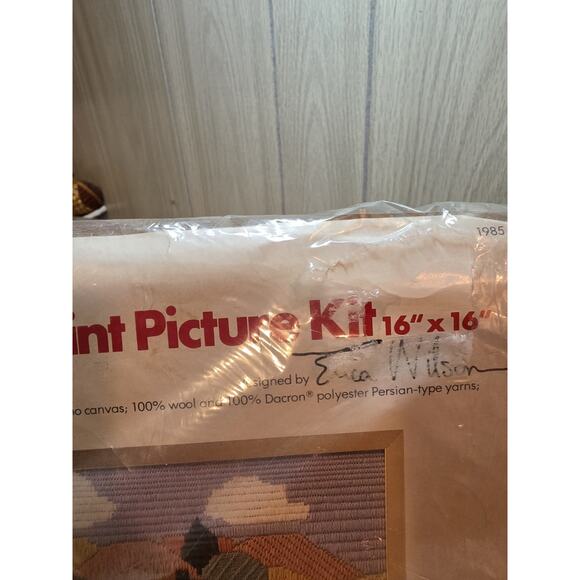 1985
int Picture Kit 16" x 16"
signed by Erica Wilson
no canvas; 100% wool and 100% Dacron® polyester Persian-type yarns;